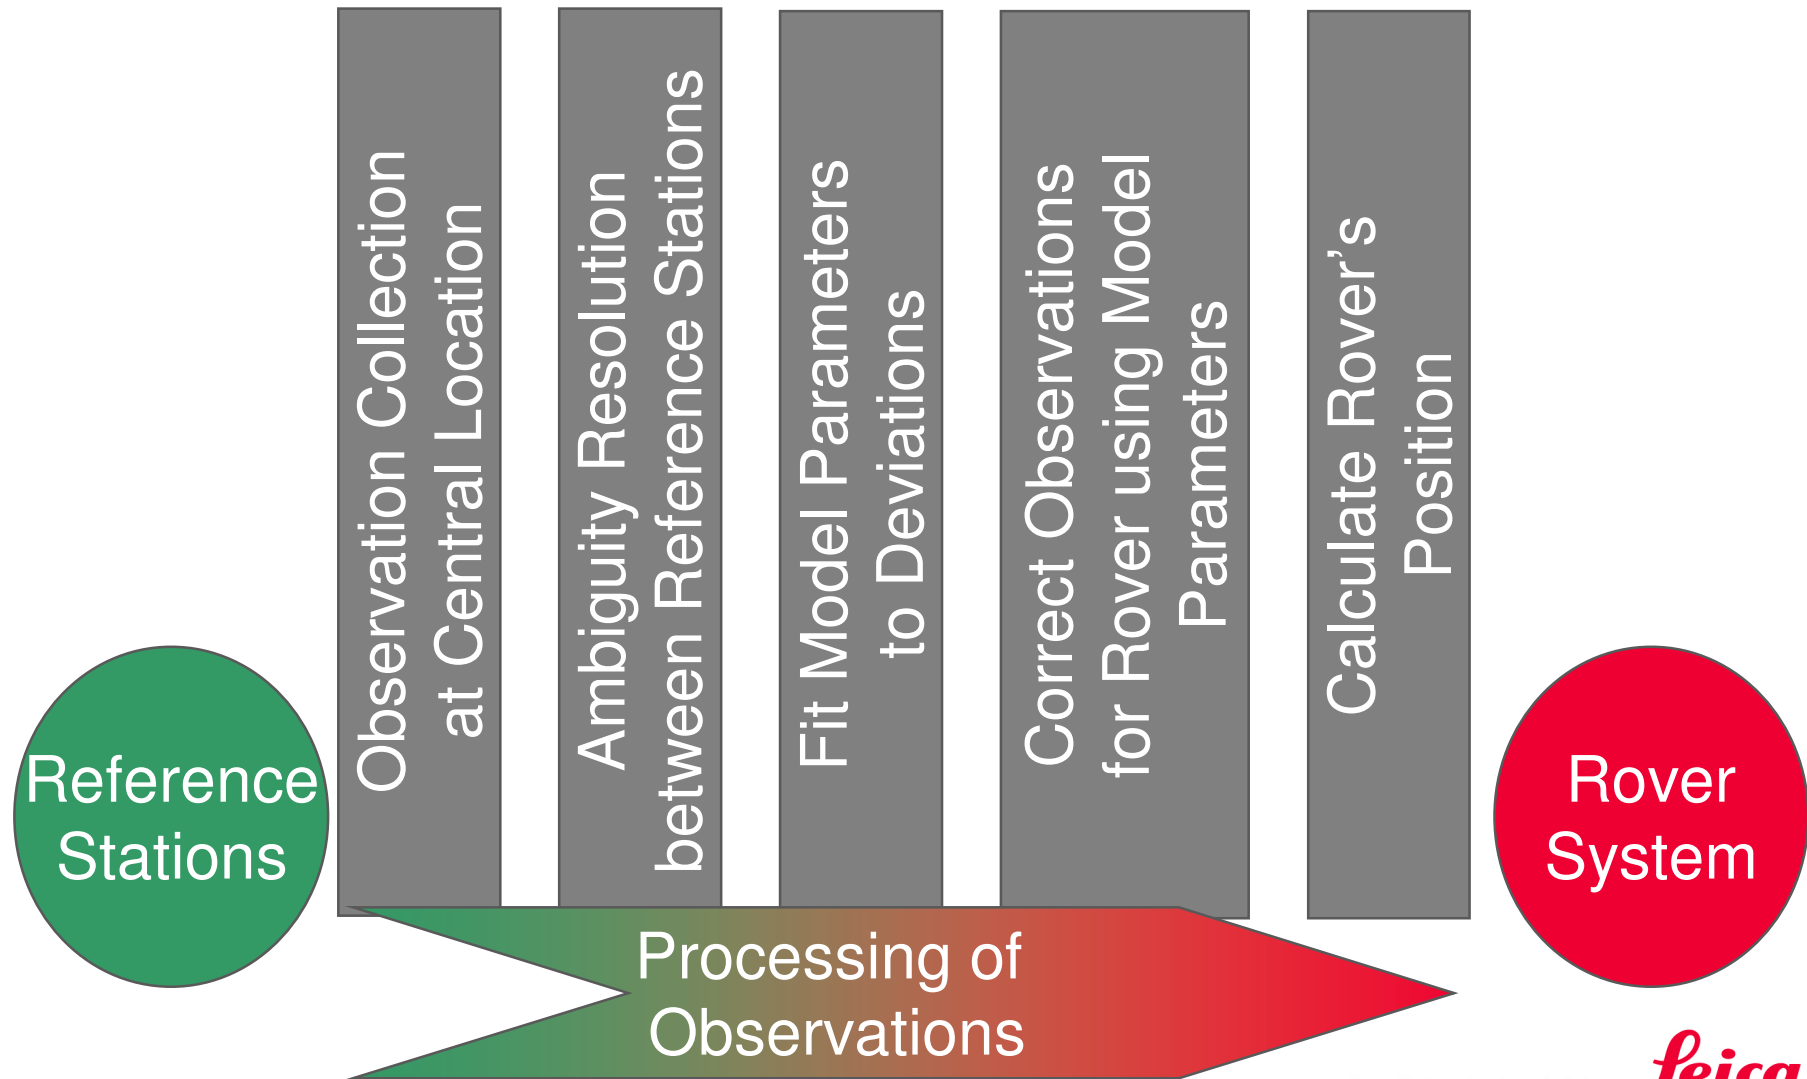 Observation Collection
at Central Location
Ambiguity Resolution
between Reference Stations
Fit Model Parameters
to Deviations
Correct Observations
for Rover using Model
Parameters
Calculate Rover’s
Position
Reference
Stations
Rover
System
Processing of
Observations
Leica